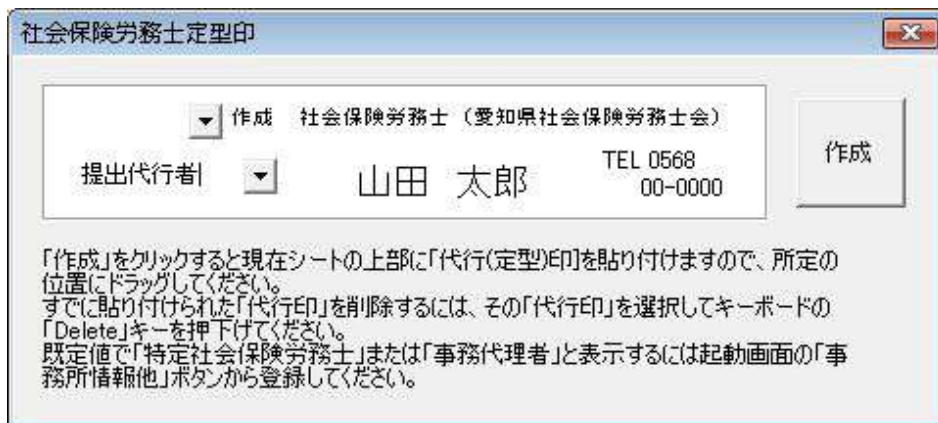 社会保険労務士定型印
作成 社会保険労務士（愛知県社会保険労務士会）
作成
提出代行者 山田 太郎 TEL 0568
00-0000
「作成」をクリックすると現在シートの上部に「代行(定型)印]を貼り付けますので、所定の
位置にドラッグしてください。
すでに貼り付けられた「代行印」を削除するには、その「代行印」を選択してキーボードの
「Delete」キーを押下げてください。
既定値で「特定社会保険労務士」または「事務代理者」と表示するには起動画面の「事
務所情報他」ボタンから登録してください。